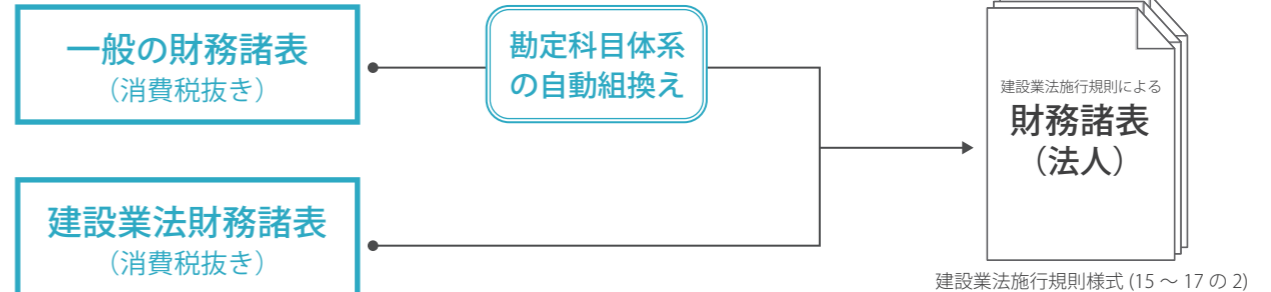 一般の財務諸表
（消費税抜き）
勘定科目体系
の自動組換え
建設業法財務諸表
（消費税抜き）
建設業法施行規則による
財務諸表
（法人）
建設業法施行規則様式 (15 ～ 17 の 2)